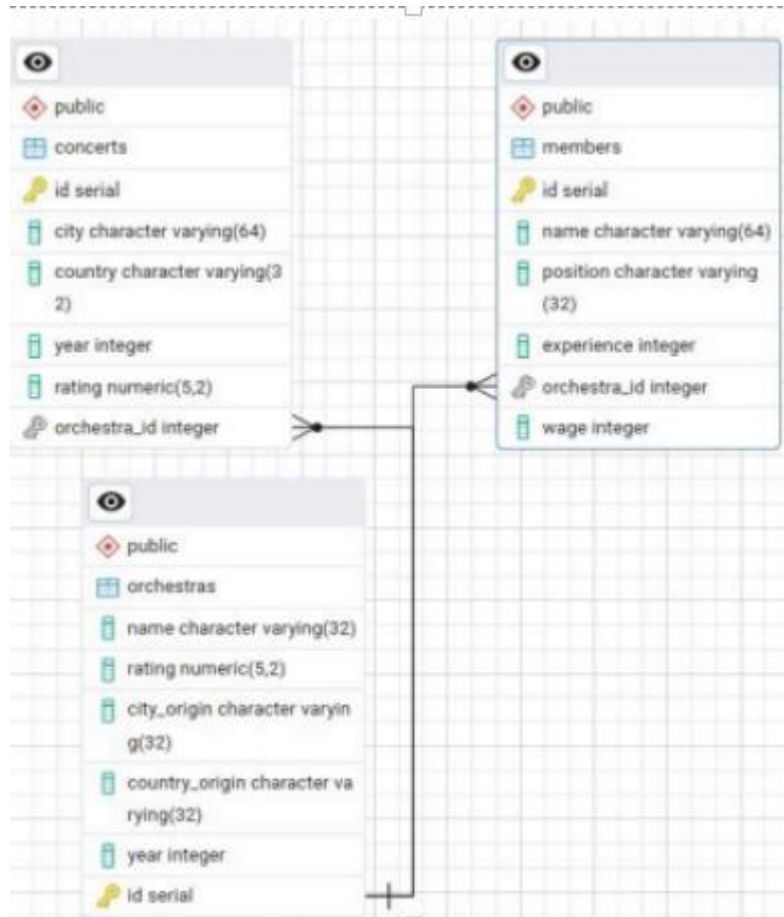 public
concerts
id serial
city character varying(64)
country character varying(3
2)
year integer
rating numeric(5,2)
orchestra_id integer
public
members
id serial
name character varying(64)
position character varying
(32)
experience integer
orchestra_id integer
wage integer
public
orchestras
name character varying(32)
rating numeric(5,2)
city_origin character varyin
g(32)
country_origin character va
rying(32)
year integer
id serial